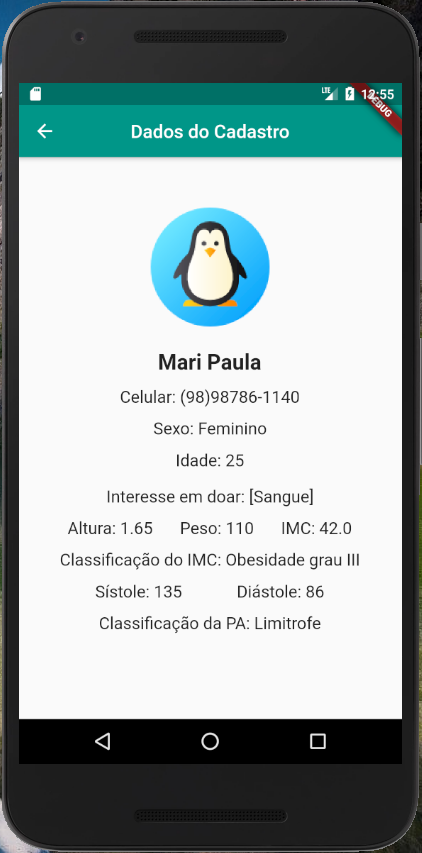 LTE 12:55
DEBUG
Dados do Cadastro
Mari Paula
Celular: (98)98786-1140
Sexo: Feminino
Idade: 25
Interesse em doar: [Sangue]
Altura: 1.65 Peso: 110 IMC: 42.0
Classificação do IMC: Obesidade grau III
Sístole: 135 Diástole: 86
Classificação da PA: Limitrofe